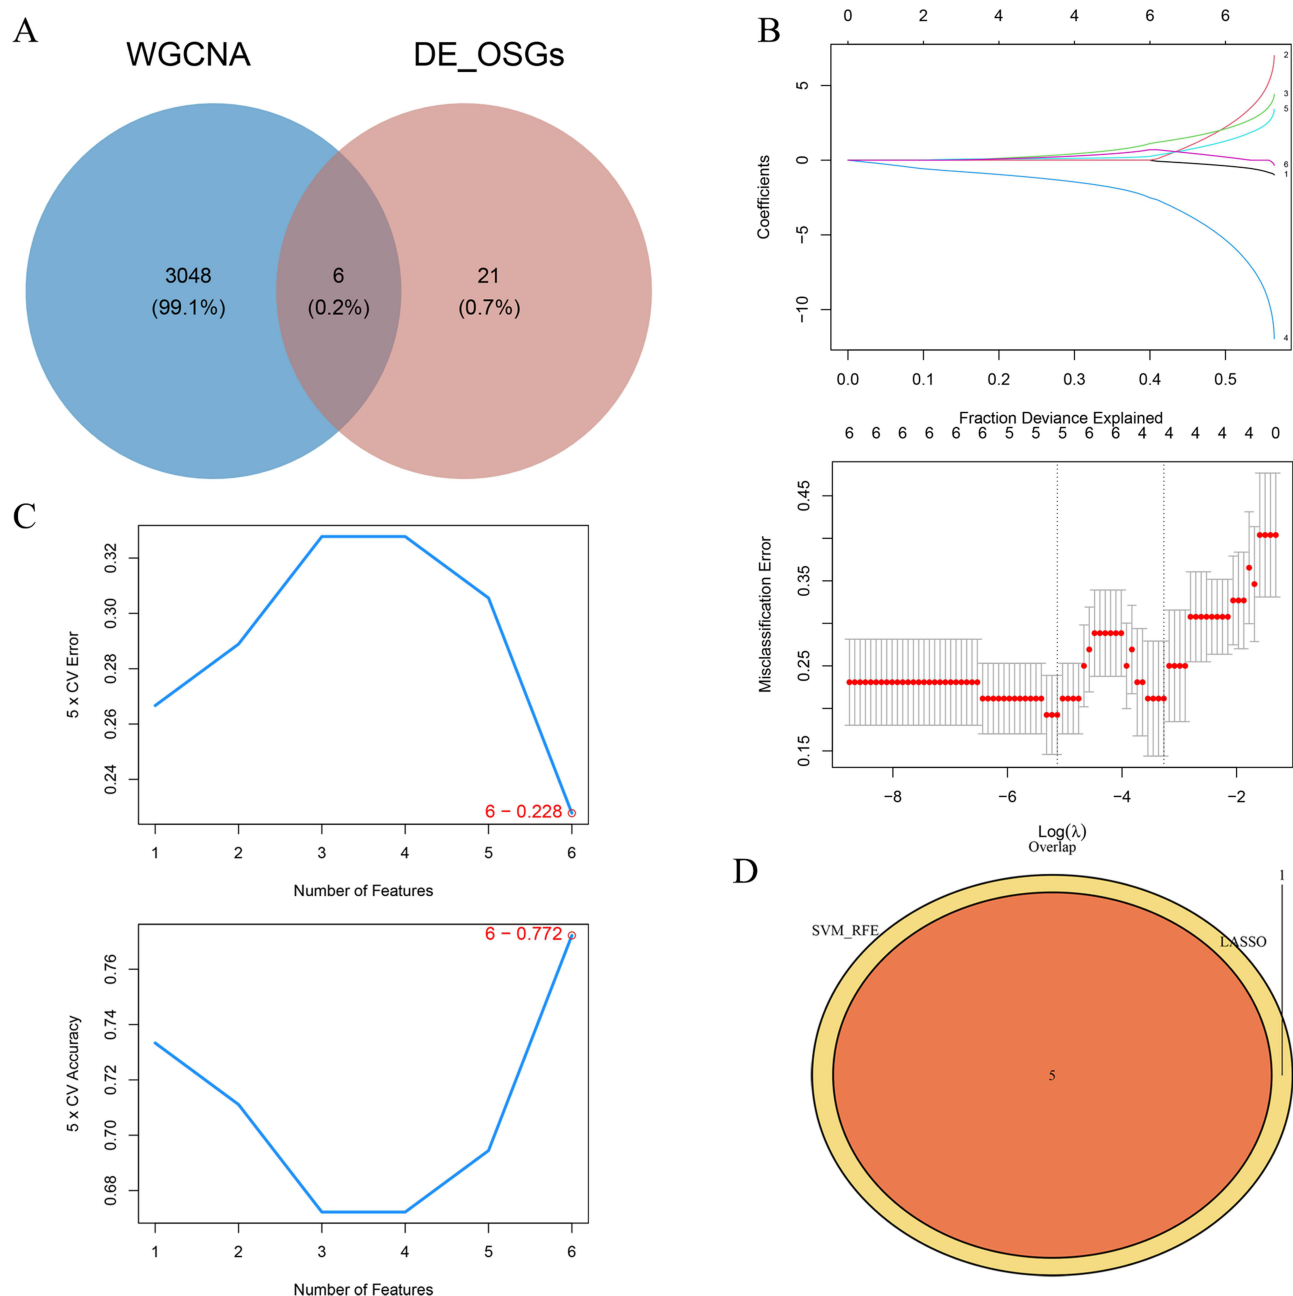 A
WGCNA
DE_OSGs
3048
(99.1%)
6
(0.2%)
21
(0.7%)
B
0 2 4 4 6 6
Coefficients
5
0
−5
−10
2
3
5
6
1
4
0.0 0.1 0.2 0.3 0.4 0.5
Fraction Deviance Explained
6 6 6 6 6 6 5 5 5 6 6 4 4 4 4 4 0
Misclassification Error
0.45
0.35
0.25
0.15
−8 −6 −4 −2
Log(λ)
C
5 x CV Error
0.32
0.30
0.28
0.26
0.24
6 − 0.228
1 2 3 4 5 6
Number of Features
5 x CV Accuracy
0.76
0.74
0.72
0.70
0.68
6 − 0.772
1 2 3 4 5 6
Number of Features
D
Overlap
SVM_RFE
LASSO
1
5